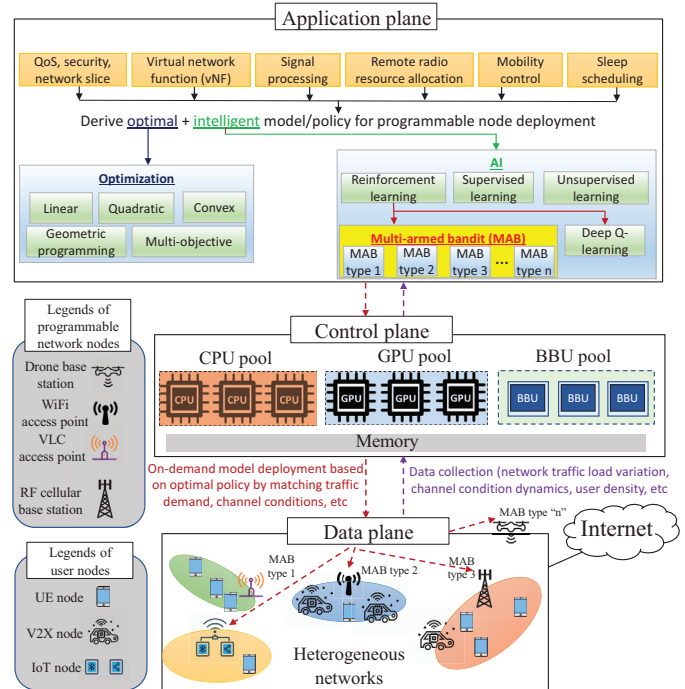 Application plane
QoS, security,
network slice
Virtual network
function (vNF)
Signal
processing
Remote radio
resource allocation
Mobility
control
Sleep
scheduling
Derive optimal + intelligent model/policy for programmable node deployment
Optimization
Linear
Quadratic
Convex
Geometric
programming
Multi-objective
AI
Reinforcement
learning
Supervised
learning
Unsupervised
learning
Multi-armed bandit (MAB)
MAB
type 1
MAB
type 2
MAB
type 3
...
MAB
type n
Deep Q-
learning
Legends of
programmable
network nodes
Drone base
station
WiFi
access point
VLC
access point
RF cellular
base station
Control plane
CPU pool
GPU pool
BBU pool
CPU
CPU
CPU
GPU
GPU
GPU
BBU
BBU
BBU
Memory
On-demand model deployment based
on optimal policy by matching traffic
demand, channel conditions, etc
Data collection (network traffic load variation,
channel condition dynamics, user density, etc
Legends of
user nodes
UE node
V2X node
IoT node
Data plane
MAB type “n”
Internet
MAB
type 1
MAB type 2
MAB
type 3
Heterogeneous
networks